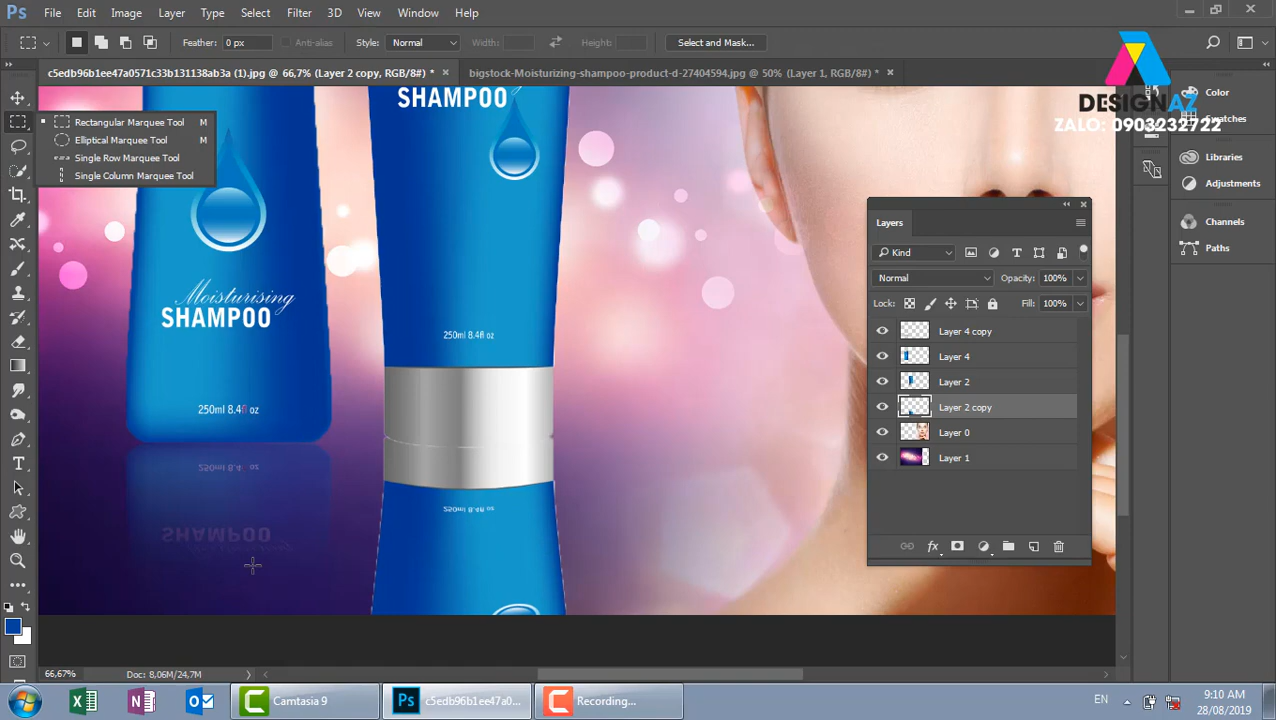 Ps File Edit Image Layer Type Select Filter 3D View Window Help
Feather: 0 px Anti-alias Style: Normal Width: Height: Select and Mask...
c5edb96b1ee47a0571c33b131138ab3a (1).jpg @ 66,7% (Layer 2 copy, RGB/8#) * bigstock-Moisturizing-shampoo-product-d-27404594.jpg @ 50% (Layer 1, RGB/8#) *
DESIGNAZ
ZALO: 0903232722
Color
Swatches
Libraries
Adjustments
Channels
Paths
Rectangular Marquee Tool M
Elliptical Marquee Tool M
Single Row Marquee Tool
Single Column Marquee Tool
SHAMPOO
Moisturising
SHAMPOO
250ml 8.4fl oz
250ml 8.4fl oz
Layers
Kind
Normal Opacity: 100%
Lock: Fill: 100%
Layer 4 copy
Layer 4
Layer 2
Layer 2 copy
Layer 0
Layer 1
fx
66,67% Doc: 8,06M/24,7M
Camtasia 9
Ps c5edb96b1ee47a0...
Recording...
EN
9:10 AM
28/08/2019